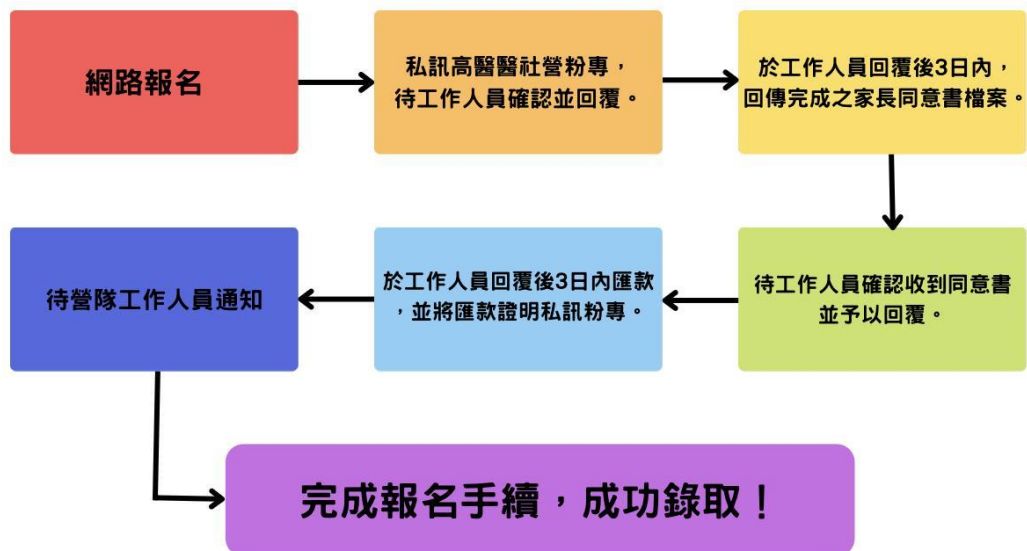 網路報名
私訊高醫醫社營粉專，
待工作人員確認並回覆。
於工作人員回覆後3日內，
回傳完成之家長同意書檔案。
待工作人員確認收到同意書
並予以回覆。
於工作人員回覆後3日內匯款
，並將匯款證明私訊粉專。
待營隊工作人員通知
完成報名手續，成功錄取！